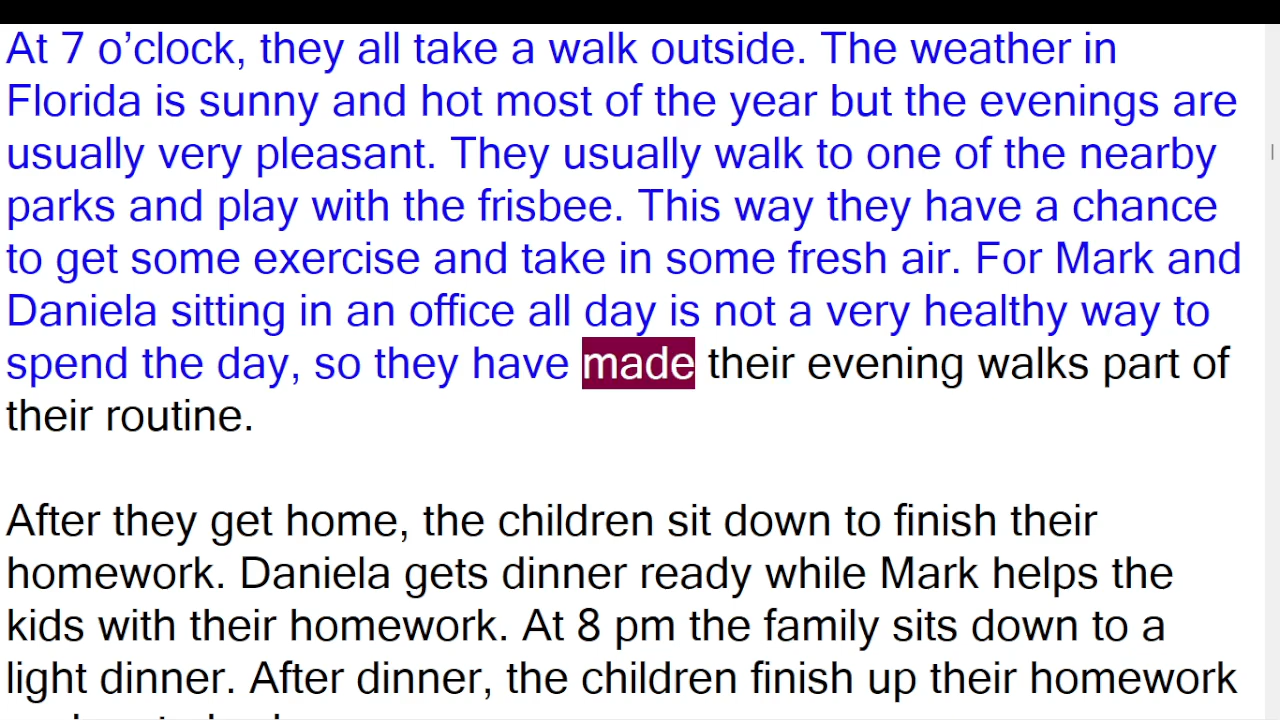 At 7 o’clock, they all take a walk outside. The weather in
Florida is sunny and hot most of the year but the evenings are
usually very pleasant. They usually walk to one of the nearby
parks and play with the frisbee. This way they have a chance
to get some exercise and take in some fresh air. For Mark and
Daniela sitting in an office all day is not a very healthy way to
spend the day, so they have made their evening walks part of
their routine.
After they get home, the children sit down to finish their
homework. Daniela gets dinner ready while Mark helps the
kids with their homework. At 8 pm the family sits down to a
light dinner. After dinner, the children finish up their homework